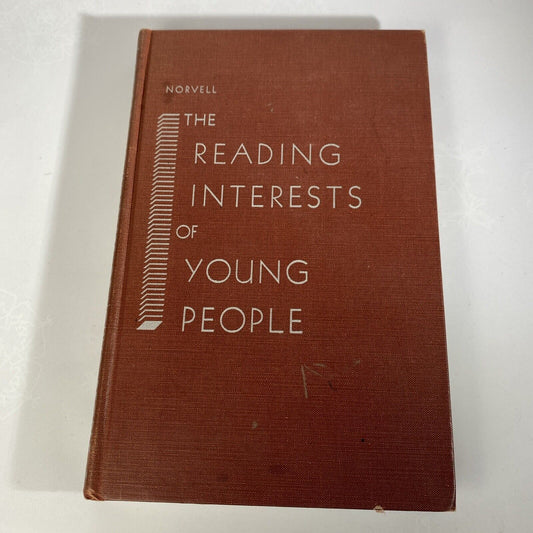 NORVELL
THE
READING
INTERESTS
OF
YOUNG
PEOPLE